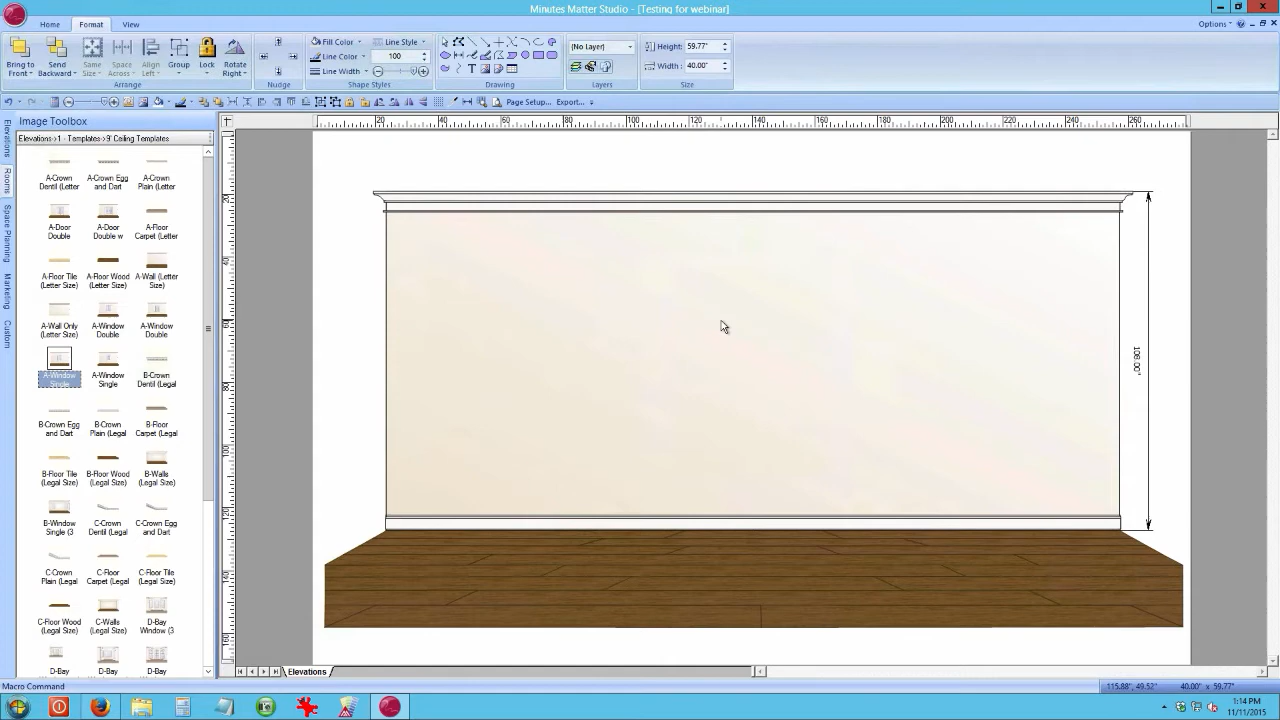 Minutes Matter Studio - [Testing for webinar]
Home Format View Options
Bring to Front Send Backward Same Size Space Across Align Left Group Lock Rotate Right
Arrange
Nudge
Fill Color Line Style
Line Color 100
Line Width
Shape Styles
Drawing
(No Layer)
Layers
Height: 59.77"
Width: 40.00"
Size
Page Setup... Export...
Image Toolbox
Elevations->1 - Templates->9' Ceiling Templates
Elevations
Rooms
Space Planning
Marketing
Custom
A-Crown Dentil (Letter
A-Crown Egg and Dart
A-Crown Plain (Letter
A-Door Double
A-Door Double w
A-Floor Carpet (Letter
A-Floor Tile (Letter Size)
A-Floor Wood (Letter Size)
A-Wall (Letter Size)
A-Wall Only (Letter Size)
A-Window Double
A-Window Double
A-Window Single
A-Window Single
B-Crown Dentil (Legal
B-Crown Egg and Dart
B-Crown Plain (Legal
B-Floor Carpet (Legal
B-Floor Tile (Legal Size)
B-Floor Wood (Legal Size)
B-Walls (Legal Size)
B-Window Single (3
C-Crown Dentil (Legal
C-Crown Egg and Dart
C-Crown Plain (Legal
C-Floor Carpet (Legal
C-Floor Tile (Legal Size)
C-Floor Wood (Legal Size)
C-Walls (Legal Size)
D-Bay Window (3
D-Bay
D-Bay
D-Bay
20 40 60 80 100 120 140 160 180 200 220 240 260
20
40
60
80
100
120
140
108.00"
Elevations
Macro Command
115.88", 49.52" 40.00" x 59.77"
1:14 PM
11/11/2015